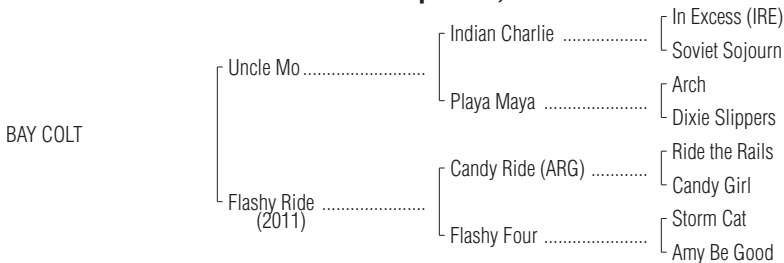 In Excess (IRE)
Indian Charlie ..................
Soviet Sojourn
Uncle Mo..........................
Arch
Playa Maya ......................
Dixie Slippers
BAY COLT
Ride the Rails
Candy Ride (ARG) ............
Candy Girl
Flashy Ride ......................
(2011)
Storm Cat
Flashy Four ......................
Amy Be Good